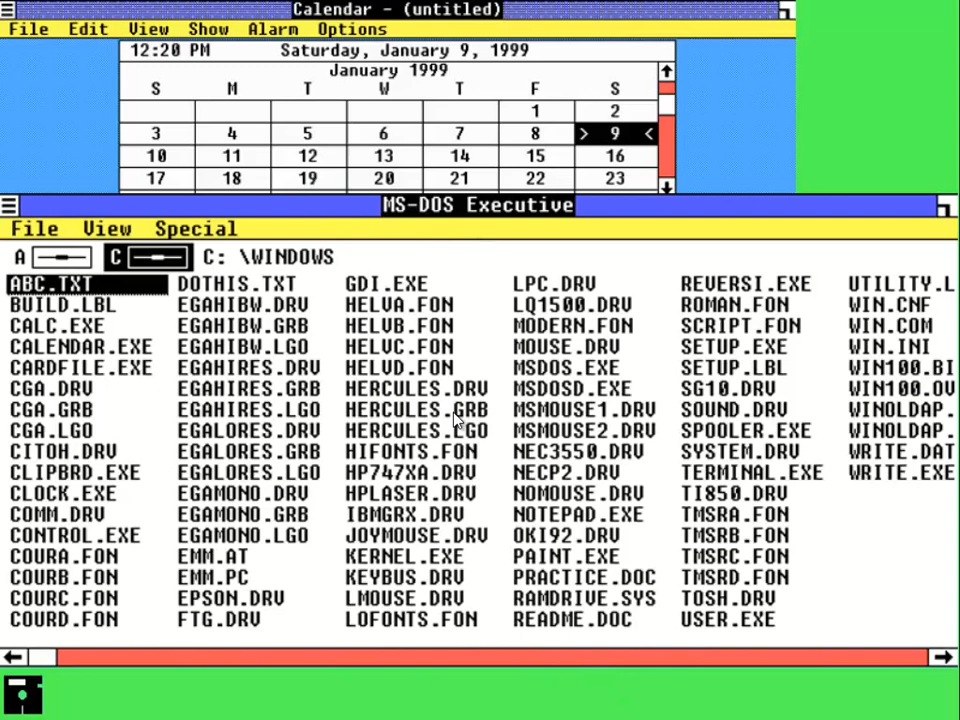 Calendar - (untitled)
File Edit View Show Alarm Options
12:20 PM Saturday, January 9, 1999
January 1999
S M T W T F S
1 2
3 4 5 6 7 8 > 9 <
10 11 12 13 14 15 16
17 18 19 20 21 22 23
MS-DOS Executive
File View Special
A C C: \WINDOWS
ABC.TXT DOTHIS.TXT GDI.EXE LPC.DRV REVERSI.EXE UTILITY.L
BUILD.LBL EGAHIBW.DRV HELVA.FON LQ1500.DRV ROMAN.FON WIN.CNF
CALC.EXE EGAHIBW.GRB HELVB.FON MODERN.FON SCRIPT.FON WIN.COM
CALENDAR.EXE EGAHIBW.LGO HELVC.FON MOUSE.DRV SETUP.EXE WIN.INI
CARDFILE.EXE EGAHIRES.DRV HELVD.FON MSDOS.EXE SETUP.LBL WIN100.BI
CGA.DRV EGAHIRES.GRB HERCULES.DRV MSDOSD.EXE SG10.DRV WIN100.OV
CGA.GRB EGAHIRES.LGO HERCULES.GRB MSMOUSE1.DRV SOUND.DRV WINOLDAP.
CGA.LGO EGALORES.DRV HERCULES.LGO MSMOUSE2.DRV SPOOLER.EXE WINOLDAP.
CITOH.DRV EGALORES.GRB HIFONTS.FON NEC3550.DRV SYSTEM.DRV WRITE.DAT
CLIPBRD.EXE EGALORES.LGO HP747XA.DRV NECP2.DRV TERMINAL.EXE WRITE.EXE
CLOCK.EXE EGAMONO.DRV HPLASER.DRV NOMOUSE.DRV TI850.DRV
COMM.DRV EGAMONO.GRB IBMGRX.DRV NOTEPAD.EXE TMSRA.FON
CONTROL.EXE EGAMONO.LGO JOYMOUSE.DRV OKI92.DRV TMSRB.FON
COURA.FON EMM.AT KERNEL.EXE PAINT.EXE TMSRC.FON
COURB.FON EMM.PC KEYBUS.DRV PRACTICE.DOC TMSRD.FON
COURC.FON EPSON.DRV LMOUSE.DRV RAMDRIVE.SYS TOSH.DRV
COURD.FON FTG.DRV LOFONTS.FON README.DOC USER.EXE